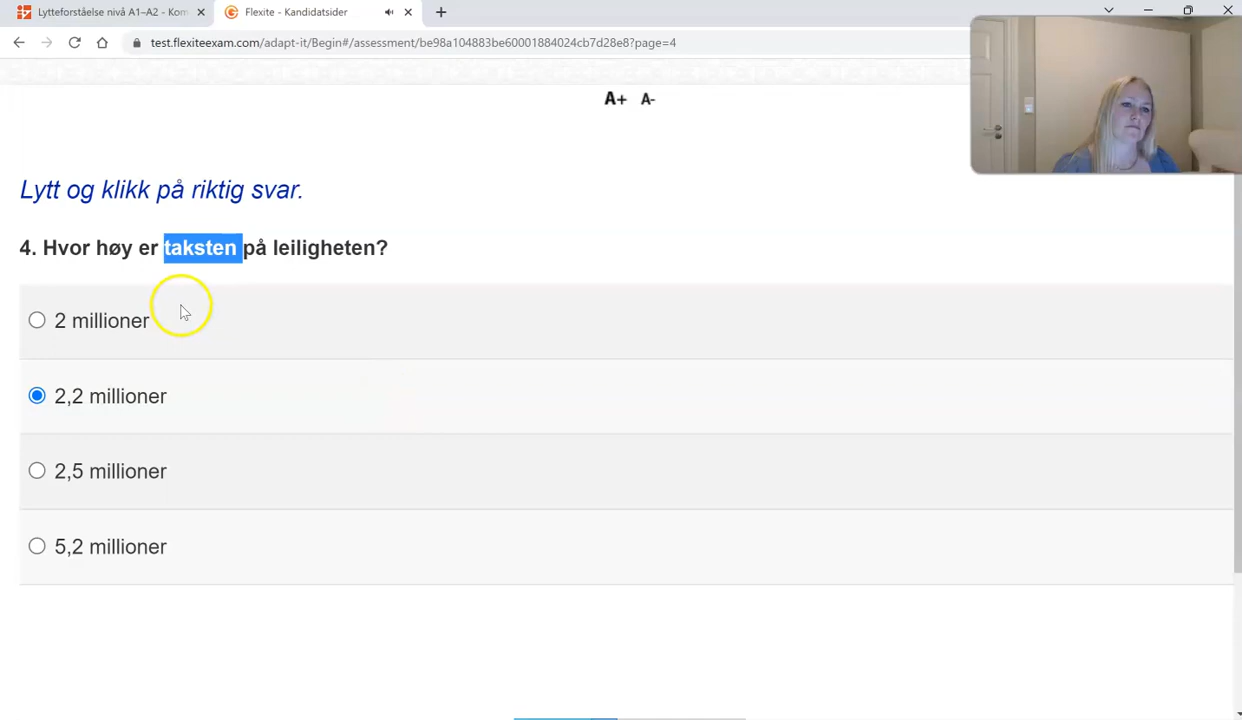 Lytteforståelse nivå A1–A2 - Kom
Flexite - Kandidatsider
test.flexiteexam.com/adapt-it/Begin#/assessment/be98a104883be60001884024cb7d28e8?page=4
A+ A-
Lytt og klikk på riktig svar.
4. Hvor høy er taksten på leiligheten?
2 millioner
2,2 millioner
2,5 millioner
5,2 millioner